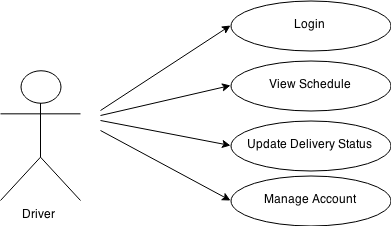 Login
View Schedule
Update Delivery Status
Manage Account
Driver